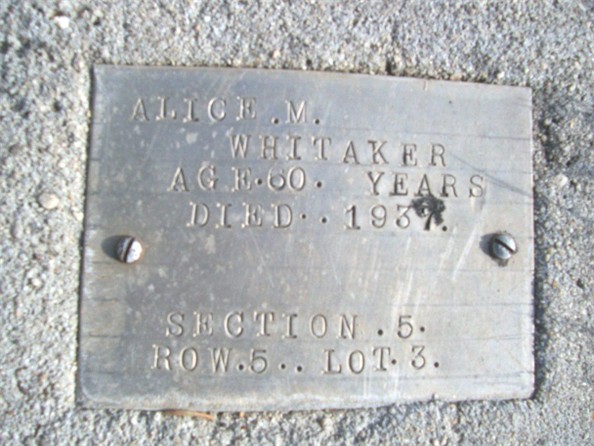 ALICE .M.
WHITAKER
AGE.60. YEARS
DIED.. 1937.
SECTION .5.
ROW.5.. LOT.3.